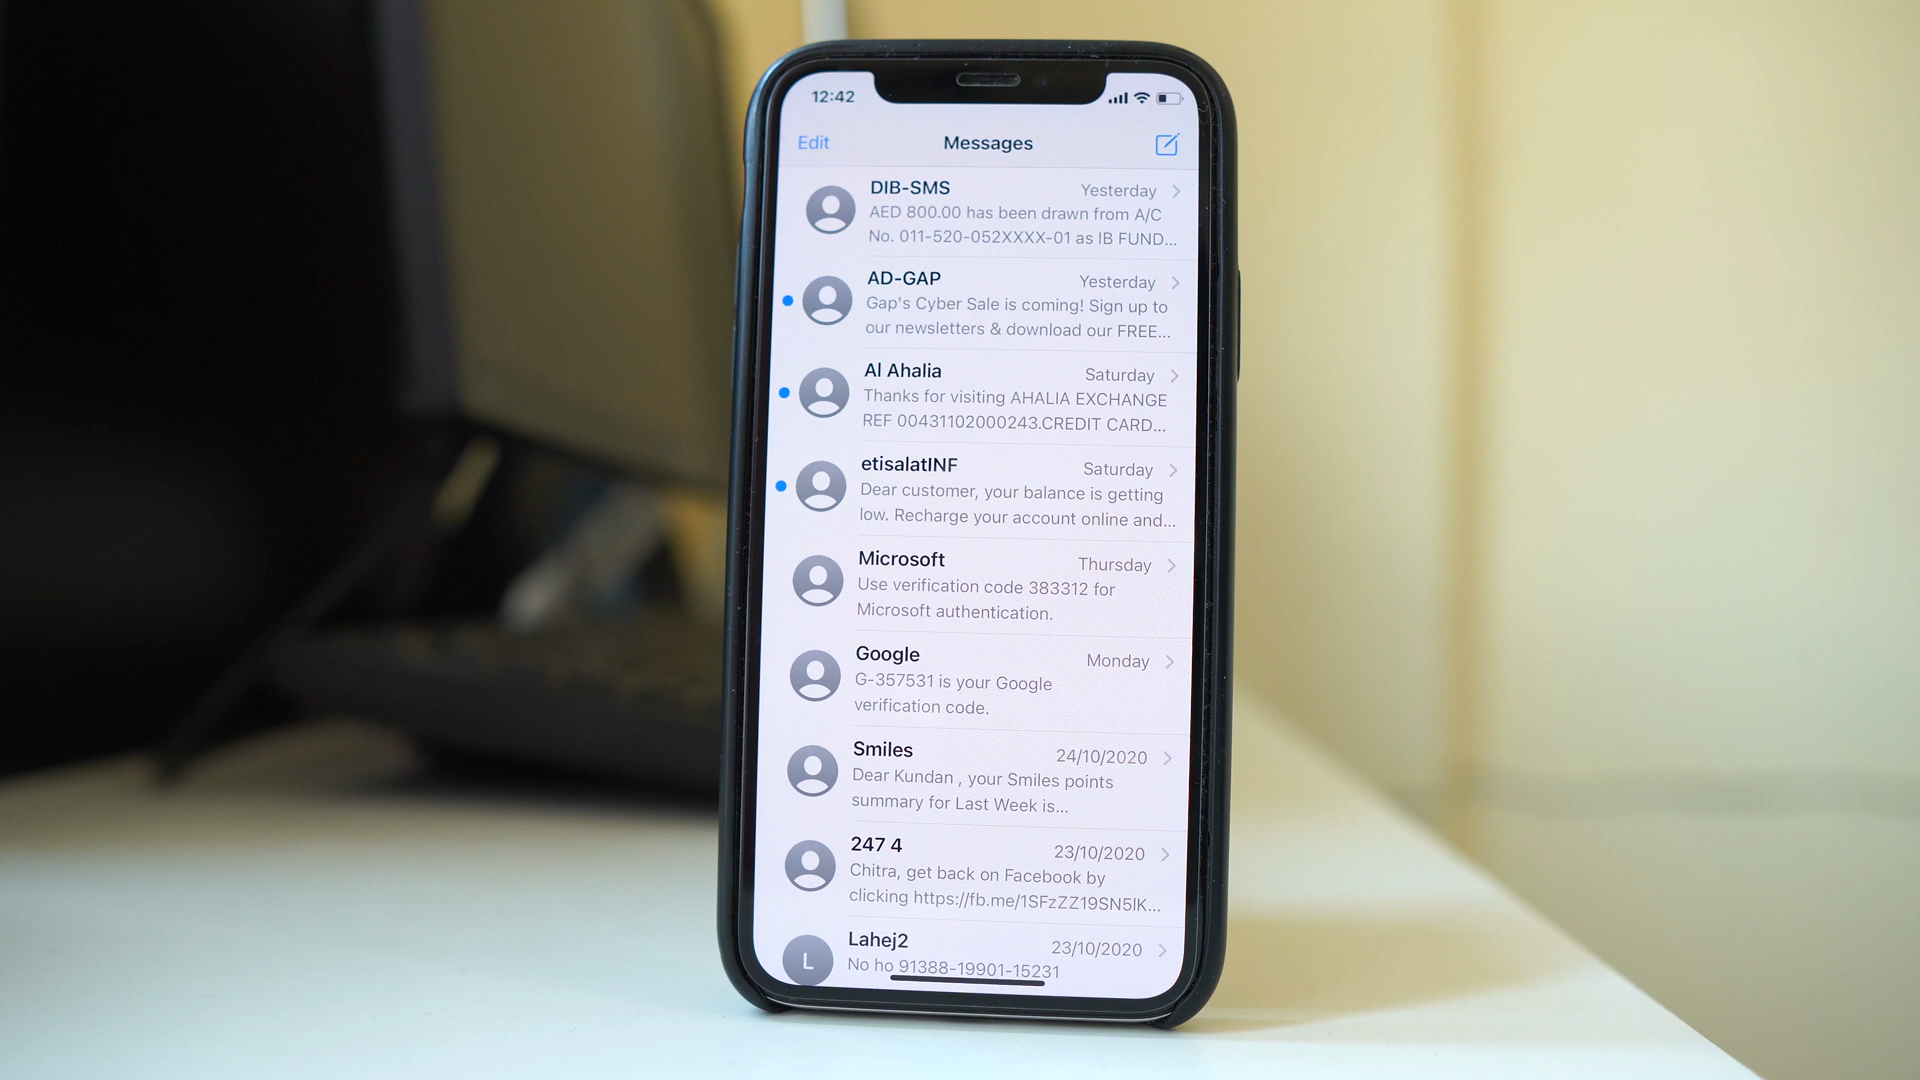 12:42
Edit Messages
DIB-SMS Yesterday
AED 800.00 has been drawn from A/C
No. 011-520-052XXXX-01 as IB FUND...
AD-GAP Yesterday
Gap's Cyber Sale is coming! Sign up to
our newsletters & download our FREE...
Al Ahalia Saturday
Thanks for visiting AHALIA EXCHANGE
REF 00431102000243.CREDIT CARD...
etisalatINF Saturday
Dear customer, your balance is getting
low. Recharge your account online and...
Microsoft Thursday
Use verification code 383312 for
Microsoft authentication.
Google Monday
G-357531 is your Google
verification code.
Smiles 24/10/2020
Dear Kundan , your Smiles points
summary for Last Week is...
247 4 23/10/2020
Chitra, get back on Facebook by
clicking https://fb.me/1SFzZZ19SN5IK...
Lahej2 23/10/2020
L
No ho 91388-19901-15231